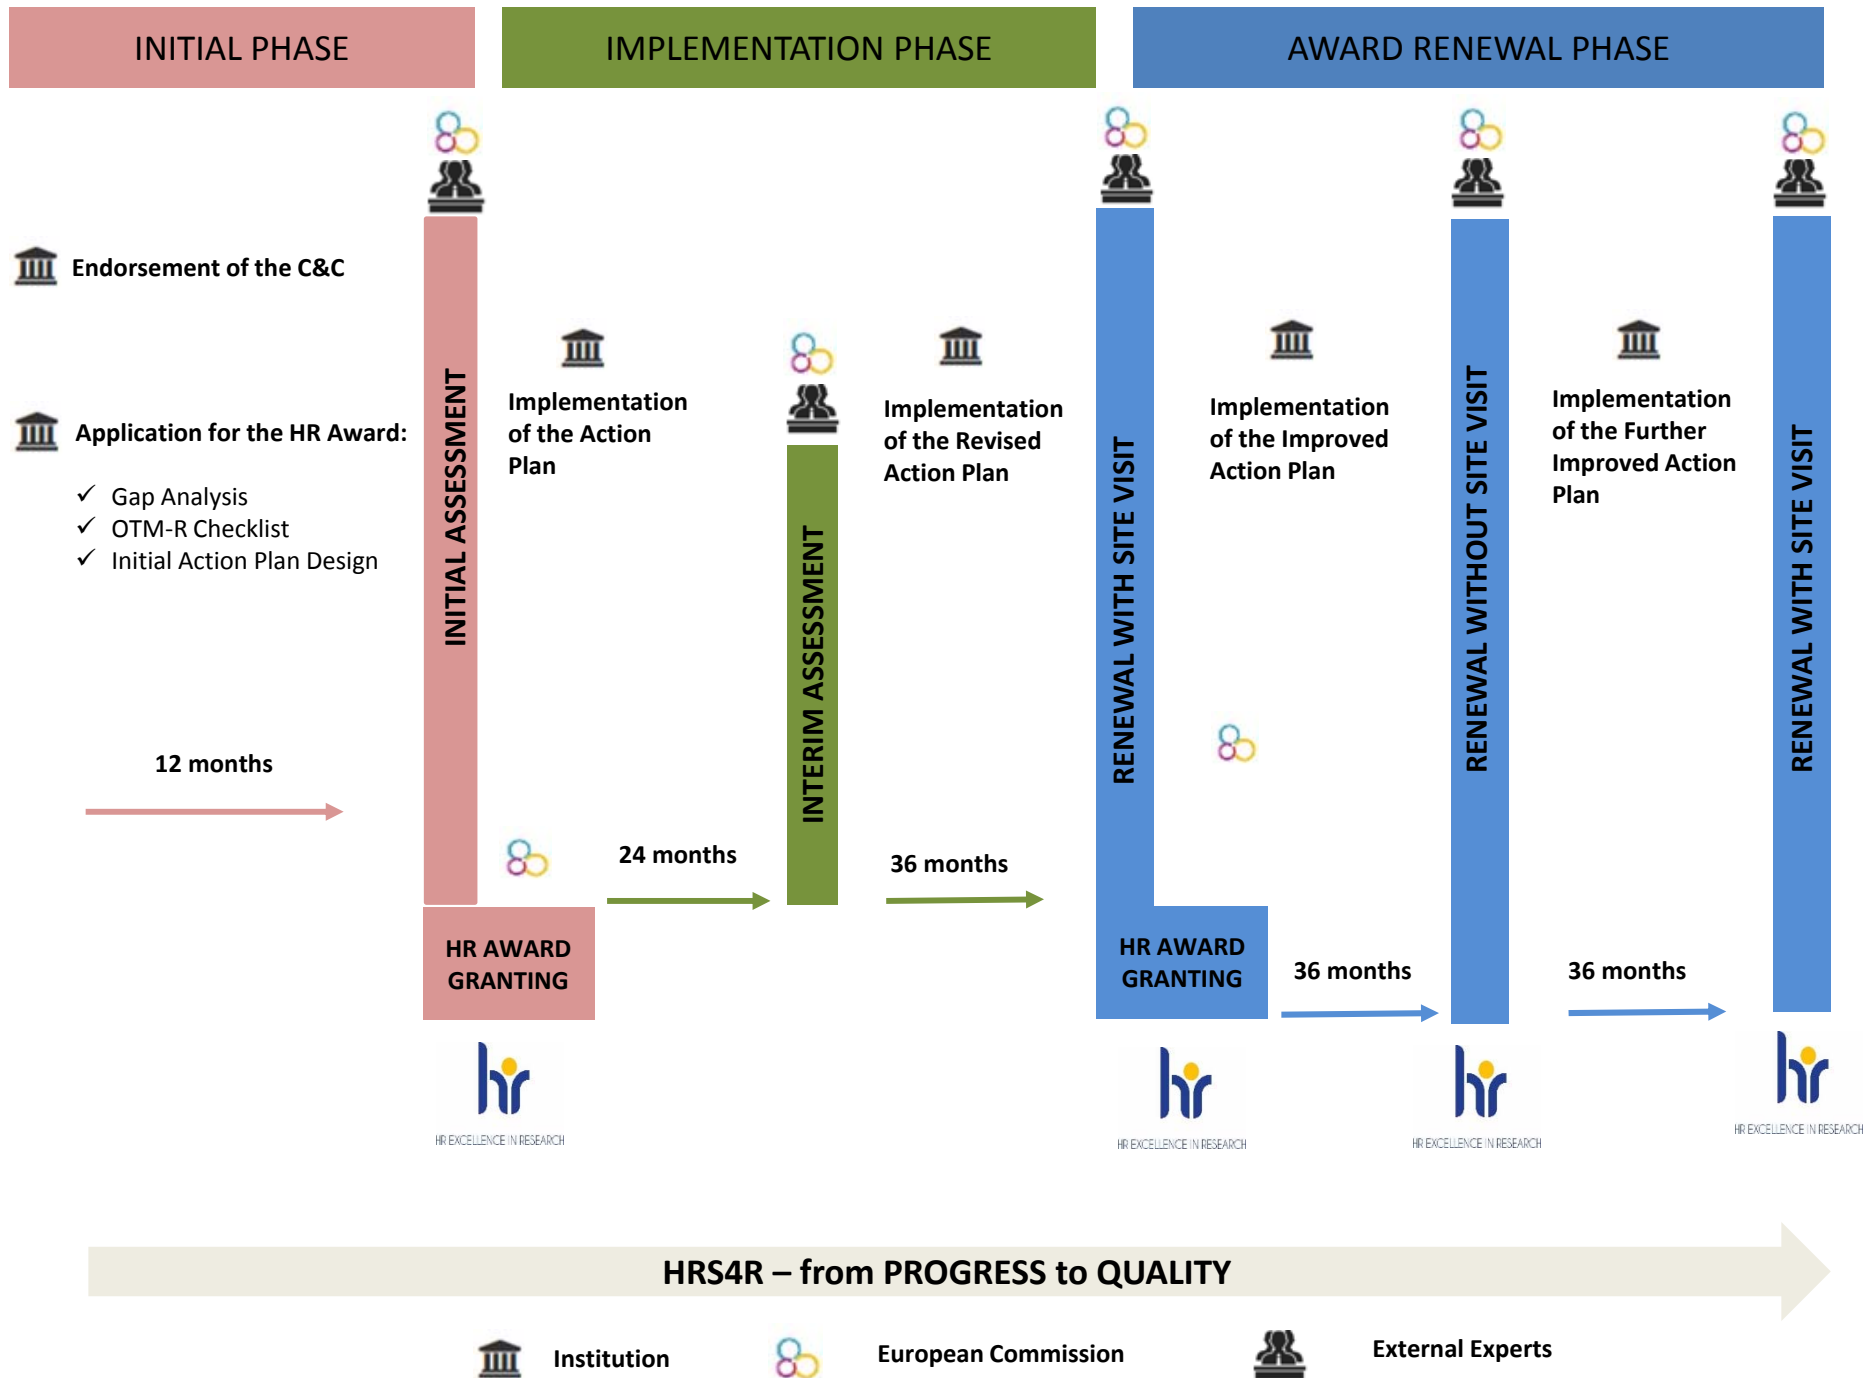 INITIAL PHASE
IMPLEMENTATION PHASE
AWARD RENEWAL PHASE
Endorsement of the C&C
Application for the HR Award:
✓ Gap Analysis
✓ OTM-R Checklist
✓ Initial Action Plan Design
12 months
INITIAL ASSESSMENT
HR AWARD
GRANTING
HR EXCELLENCE IN RESEARCH
Implementation
of the Action
Plan
24 months
INTERIM ASSESSMENT
Implementation
of the Revised
Action Plan
36 months
RENEWAL WITH SITE VISIT
HR AWARD
GRANTING
HR EXCELLENCE IN RESEARCH
Implementation
of the Improved
Action Plan
36 months
RENEWAL WITHOUT SITE VISIT
HR EXCELLENCE IN RESEARCH
Implementation
of the Further
Improved Action
Plan
36 months
RENEWAL WITH SITE VISIT
HR EXCELLENCE IN RESEARCH
HRS4R – from PROGRESS to QUALITY
Institution
European Commission
External Experts